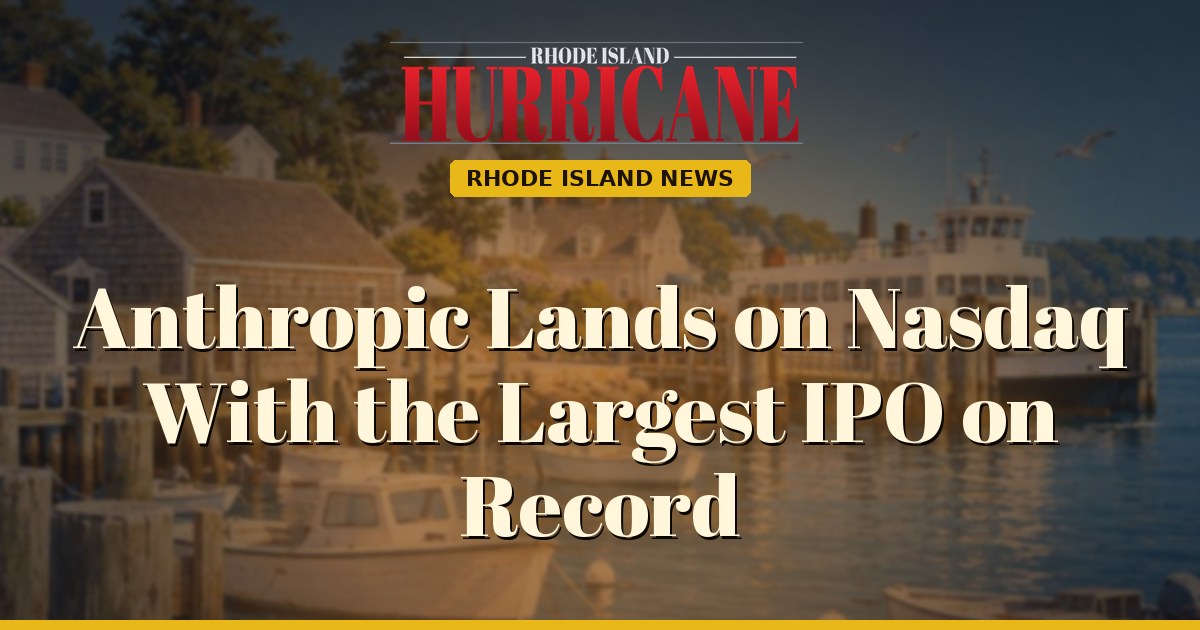 RHODE ISLAND
HURRICANE
RHODE ISLAND NEWS
Anthropic Lands on Nasdaq
With the Largest IPO on
Record